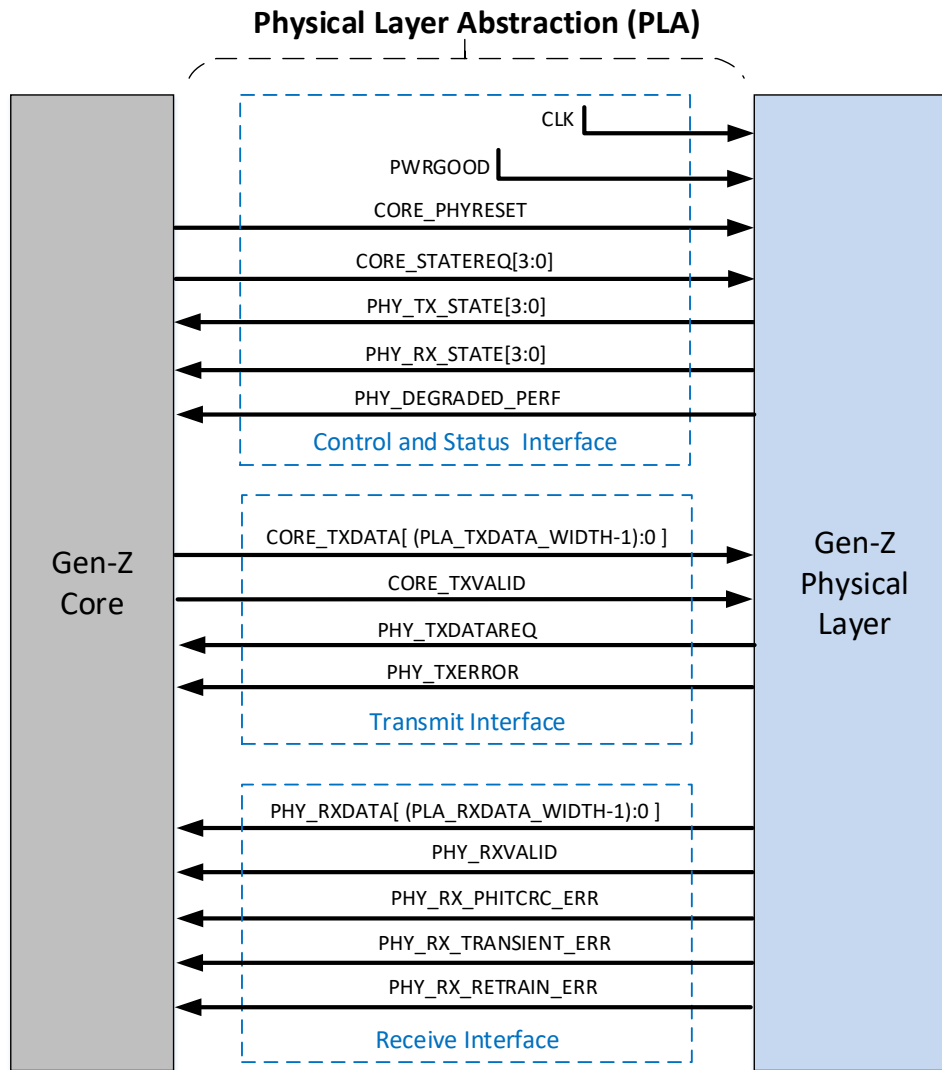 Physical Layer Abstraction (PLA)
CLK
PWRGOOD
CORE_PHYRESET
CORE_STATEREQ[3:0]
PHY_TX_STATE[3:0]
PHY_RX_STATE[3:0]
PHY_DEGRADED_PERF
Control and Status Interface
Gen-Z
Core
CORE_TXDATA[ (PLA_TXDATA_WIDTH-1):0 ]
CORE_TXVALID
PHY_TXDATAREQ
PHY_TXERROR
Transmit Interface
Gen-Z
Physical
Layer
PHY_RXDATA[ (PLA_RXDATA_WIDTH-1):0 ]
PHY_RXVALID
PHY_RX_PHITCRC_ERR
PHY_RX_TRANSIENT_ERR
PHY_RX_RETRAIN_ERR
Receive Interface